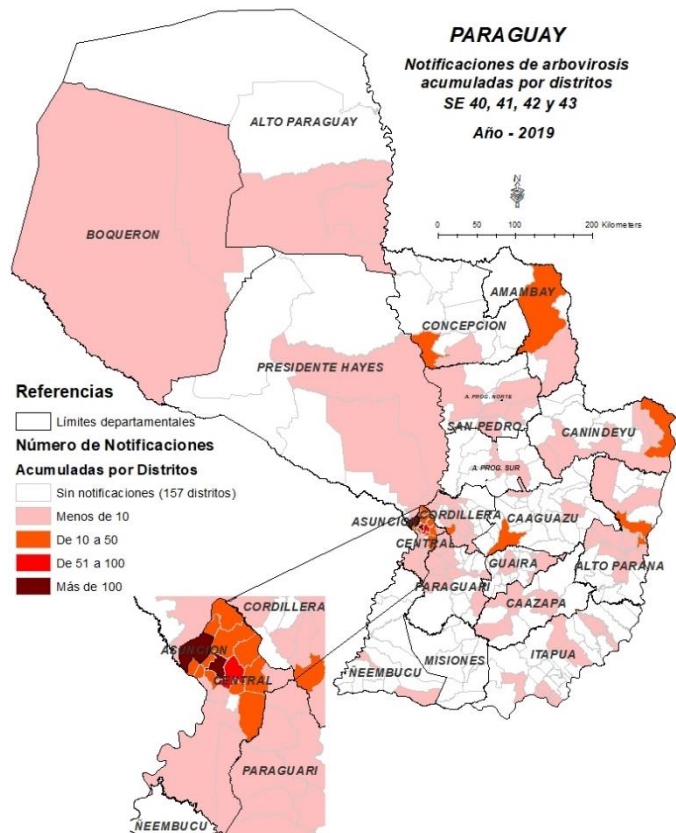 PARAGUAY
Notificaciones de arbovirosis
acumuladas por distritos
SE 40, 41, 42 y 43
Año - 2019
N
0 50 100 200 Kilometers
ALTO PARAGUAY
BOQUERON
AMAMBAY
CONCEPCION
PRESIDENTE HAYES
A. PROG. NORTE
SAN PEDRO
CANINDEYU
A. PROG. SUR
ASUNCION
CORDILLERA
CAAGUAZU
CENTRAL
GUAIRA
ALTO PARANA
PARAGUARI
CAAZAPA
ITAPUA
MISIONES
ÑEEMBUCU
Referencias
Límites departamentales
Número de Notificaciones
Acumuladas por Distritos
Sin notificaciones (157 distritos)
Menos de 10
De 10 a 50
De 51 a 100
Más de 100
CORDILLERA
ASUNCION
CENTRAL
PARAGUARI
ÑEEMBUCU